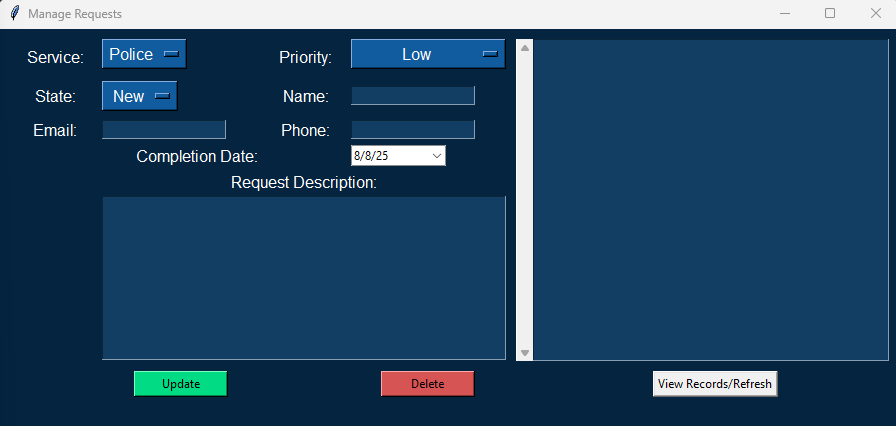 Manage Requests
Service: Police Priority: Low
State: New Name:
Email: Phone:
Completion Date: 8/8/25
Request Description:
Update Delete View Records/Refresh